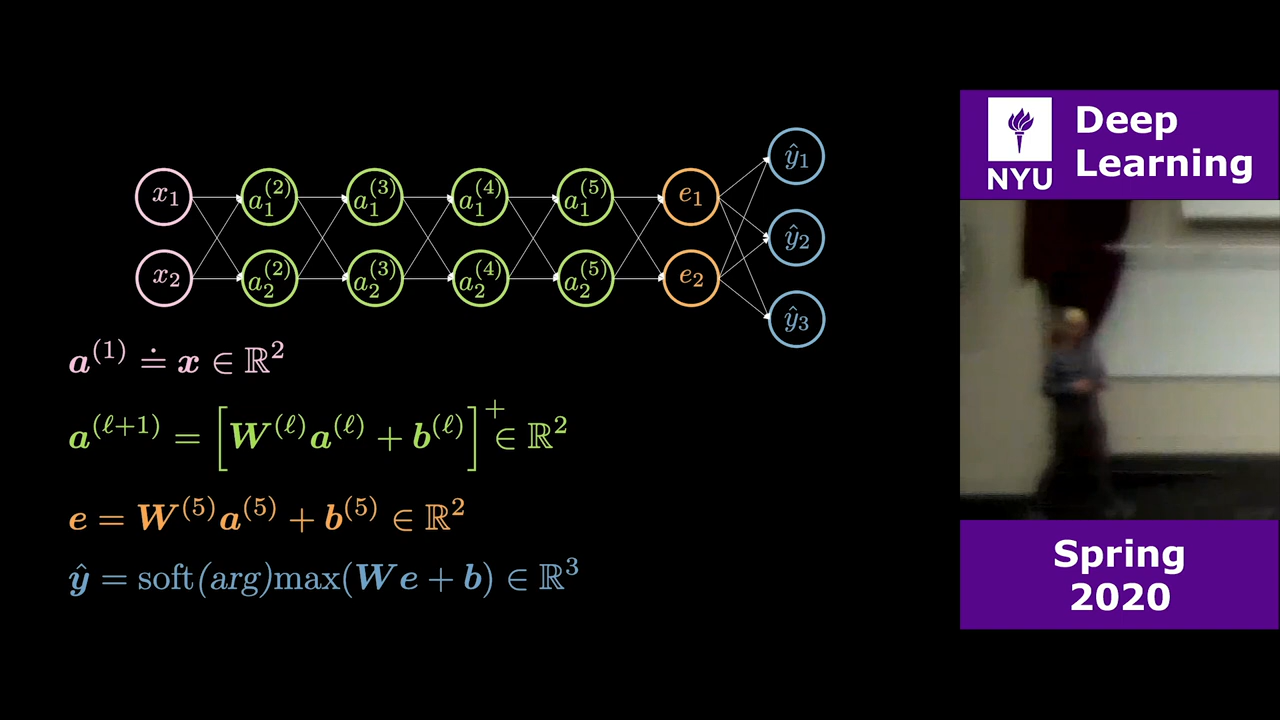 x₁ a₁⁽²⁾ a₁⁽³⁾ a₁⁽⁴⁾ a₁⁽⁵⁾ e₁ ŷ₁
x₂ a₂⁽²⁾ a₂⁽³⁾ a₂⁽⁴⁾ a₂⁽⁵⁾ e₂ ŷ₂
ŷ₃
a⁽¹⁾ ≐ x ∈ ℝ²
a⁽ℓ⁺¹⁾ = [W⁽ℓ⁾a⁽ℓ⁾ + b⁽ℓ⁾]⁺ ∈ ℝ²
e = W⁽⁵⁾a⁽⁵⁾ + b⁽⁵⁾ ∈ ℝ²
ŷ = soft(arg)max(We + b) ∈ ℝ³
NYU
Deep
Learning
Spring
2020